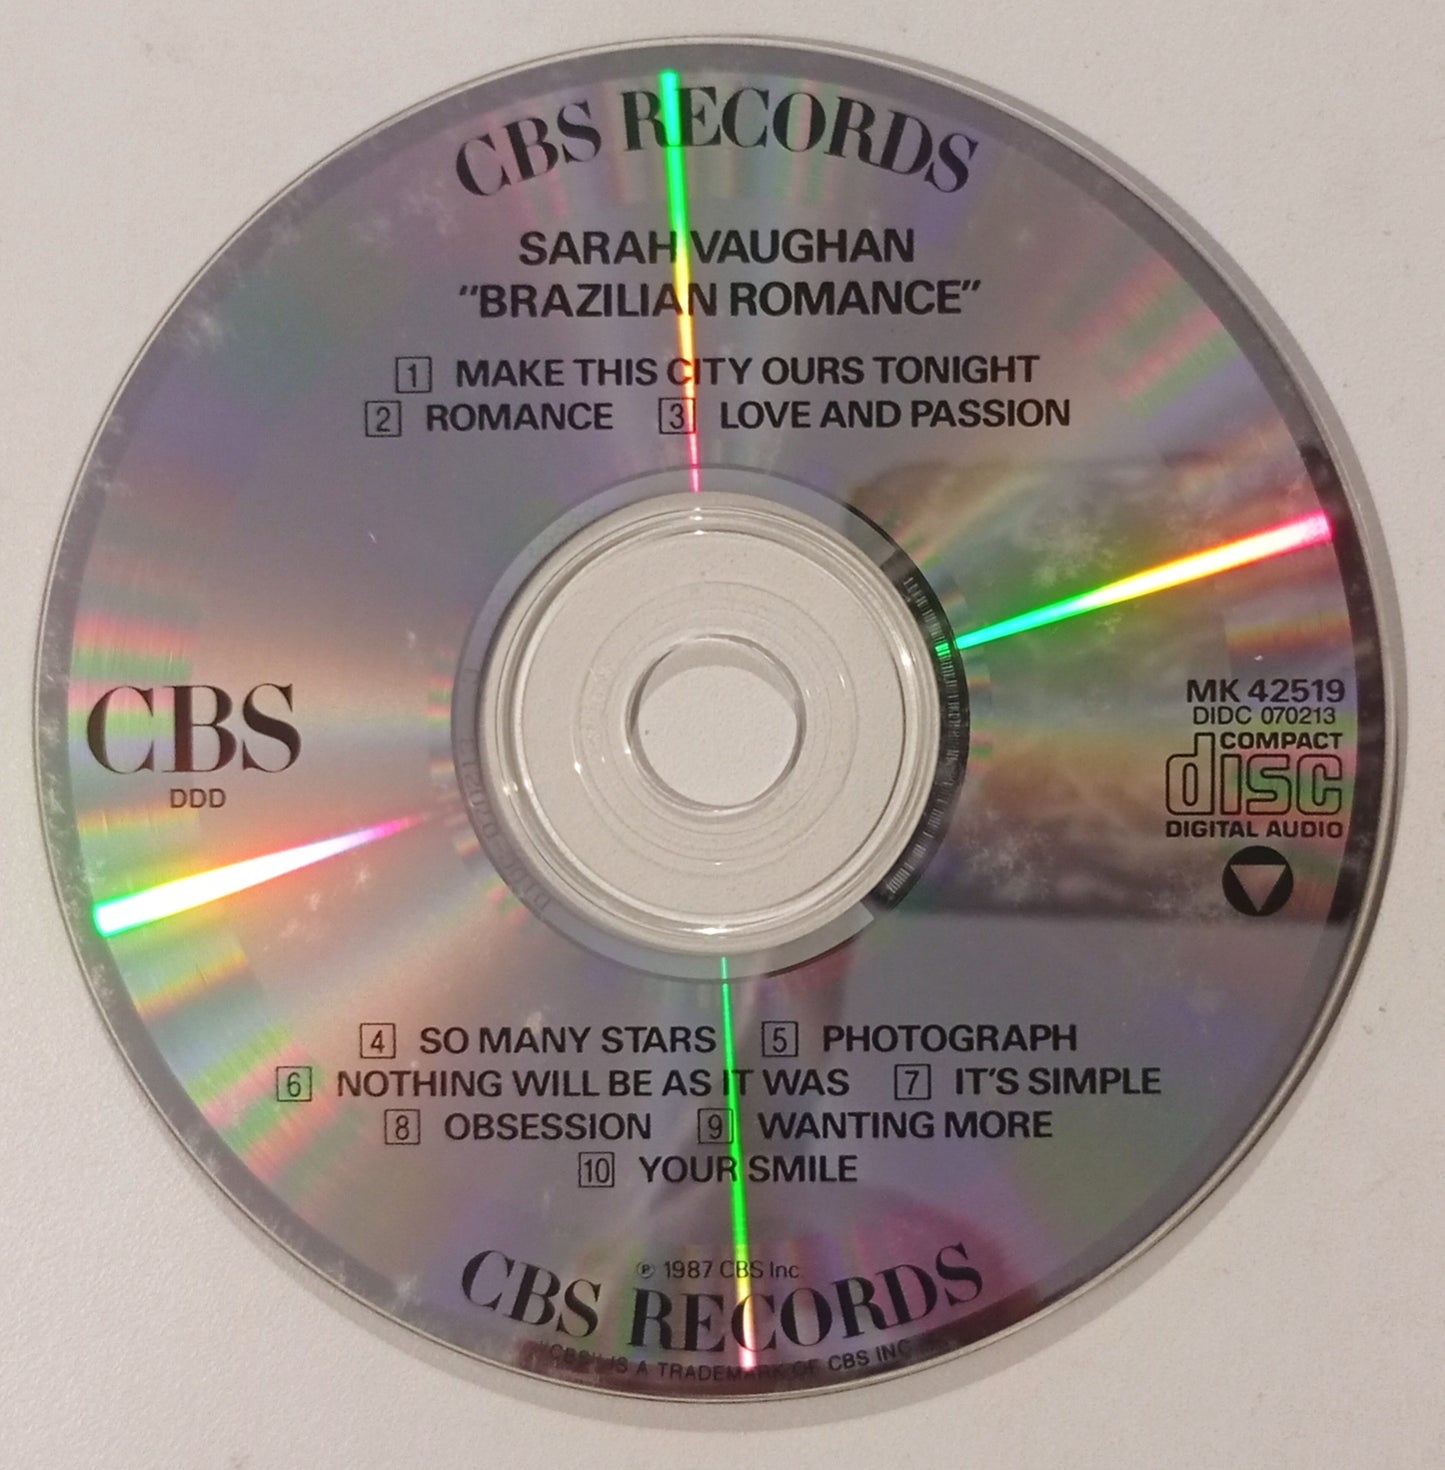 CBS RECORDS
SARAH VAUGHAN
"BRAZILIAN ROMANCE"
1 MAKE THIS CITY OURS TONIGHT
2 ROMANCE 3 LOVE AND PASSION
CBS
DDD
MK 42519
DIDC 070213
COMPACT
disc
DIGITAL AUDIO
4 SO MANY STARS 5 PHOTOGRAPH
6 NOTHING WILL BE AS IT WAS 7 IT'S SIMPLE
8 OBSESSION 9 WANTING MORE
10 YOUR SMILE
℗ 1987 CBS Inc
CBS RECORDS
"CBS" IS A TRADEMARK OF CBS INC